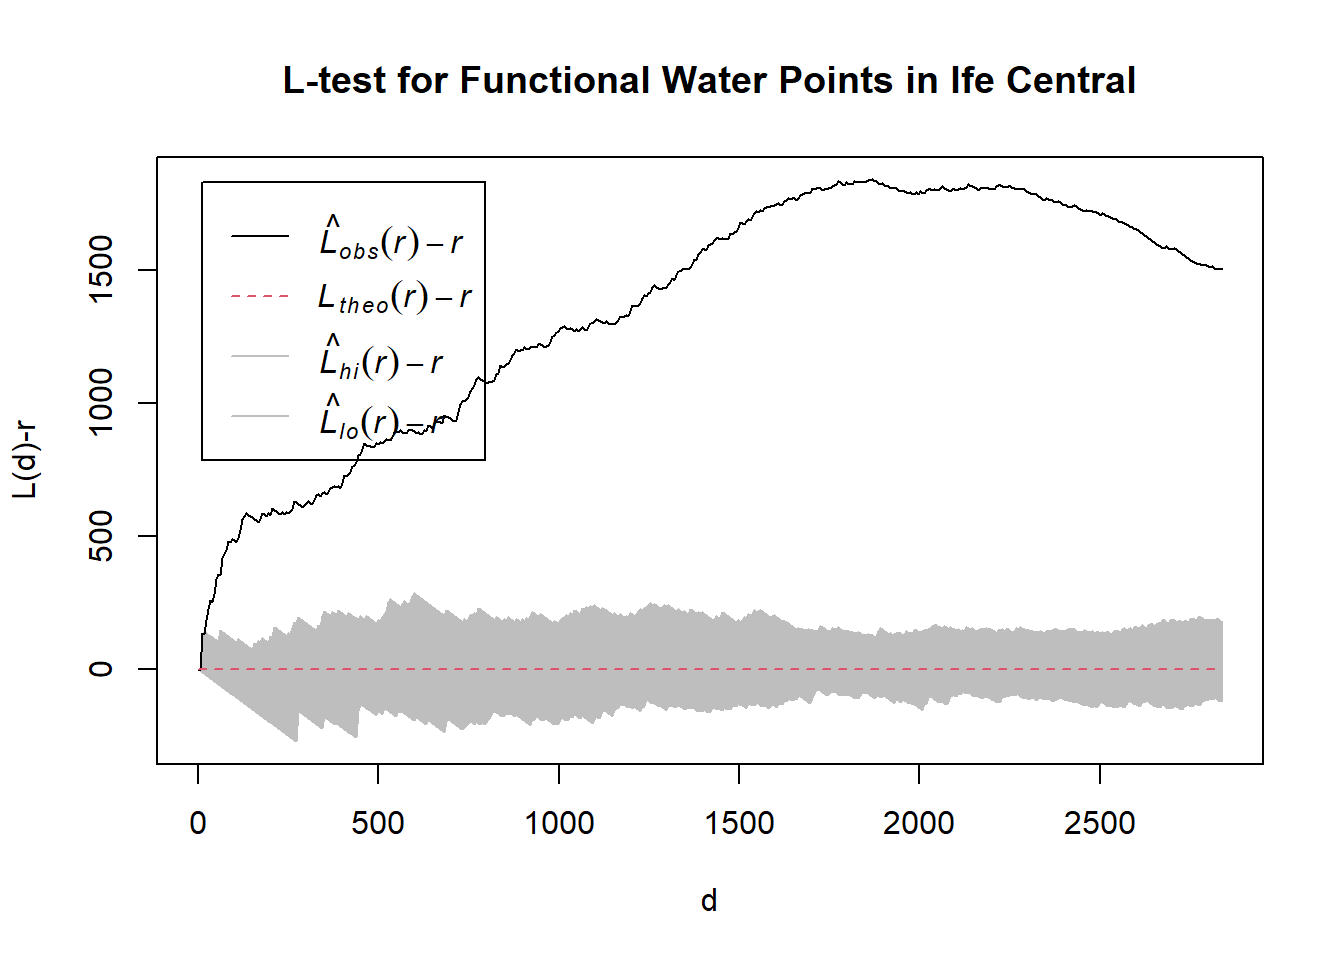 L-test for Functional Water Points in Ife Central
L̂obs(r) − r
Ltheo(r) − r
L̂hi(r) − r
L̂lo(r) − r
L(d)-r
1500
1000
500
0
0 500 1000 1500 2000 2500
d